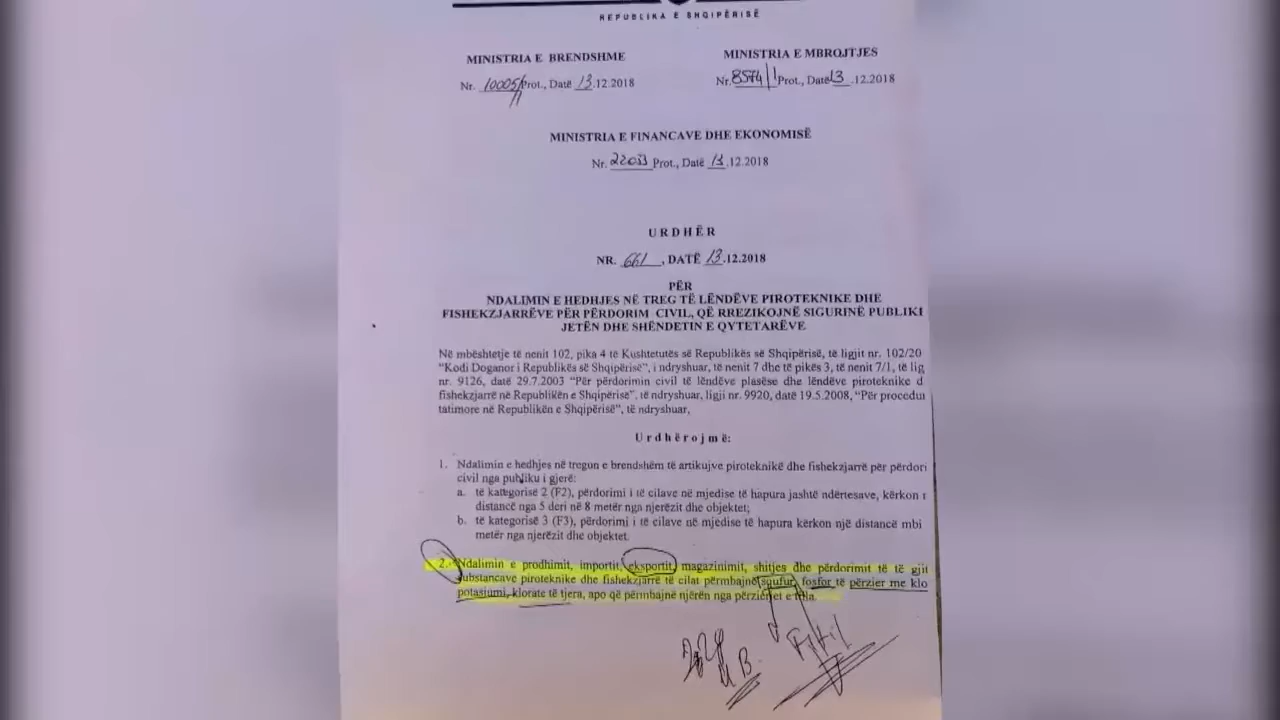 REPUBLIKA E SHQIPËRISË
MINISTRIA E BRENDSHME
Nr. 10005/1 Prot., Datë 13.12.2018
MINISTRIA E MBROJTJES
Nr. 8574/1 Prot., Datë 13.12.2018
MINISTRIA E FINANCAVE DHE EKONOMISË
Nr. Prot., Datë 13.12.2018
URDHËR
NR. 661, DATË 13.12.2018
PËR
NDALIMIN E HEDHJES NË TREG TË LËNDËVE PIROTEKNIKE DHE
FISHEKZJARRËVE PËR PËRDORIM CIVIL, QË RREZIKOJNË SIGURINË PUBLIKE
JETËN DHE SHËNDETIN E QYTETARËVE
Në mbështetje të nenit 102, pika 4 të Kushtetutës së Republikës së Shqipërisë, të ligjit nr. 102/20
"Kodi Doganor i Republikës së Shqipërisë", i ndryshuar, të nenit 7 dhe të pikës 3, të nenit 7/1, të lig
nr. 9126, datë 29.7.2003 "Për përdorimin civil të lëndëve plasëse dhe lëndëve piroteknike d
fishekzjarrë në Republikën e Shqipërisë", të ndryshuar, ligji nr. 9920, datë 19.5.2008, "Për procedur
tatimore në Republikën e Shqipërisë", të ndryshuar,
Urdhërojmë:
1. Ndalimin e hedhjes në tregun e brendshëm të artikujve piroteknikë dhe fishekzjarrë për përdori
civil nga publiku i gjerë:
a. të kategorisë 2 (F2), përdorimi i të cilave në mjedise të hapura jashtë ndërtesave, kërkon
distancë nga 5 deri në 8 metër nga njerëzit dhe objektet;
b. të kategorisë 3 (F3), përdorimi i të cilave në mjedise të hapura kërkon një distancë mbi
metër nga njerëzit dhe objektet.
2. Ndalimin e prodhimit, importit, eksportit, magazinimit, shitjes dhe përdorimit të të gjit
substancave piroteknike dhe fishekzjarrë të cilat përmbajnë squfur, fosfor të përzier me klo
potasiumi, klorate të tjera, apo që përmbajnë njërën nga përzierjet e tilla.